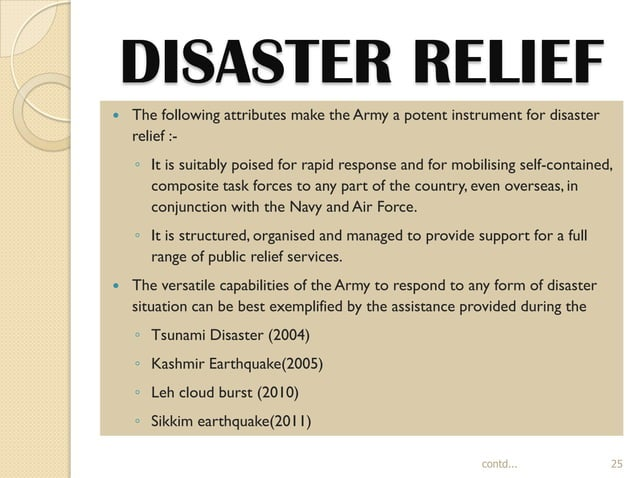 DISASTER RELIEF
• The following attributes make the Army a potent instrument for disaster
relief :-
◦ It is suitably poised for rapid response and for mobilising self-contained,
composite task forces to any part of the country, even overseas, in
conjunction with the Navy and Air Force.
◦ It is structured, organised and managed to provide support for a full
range of public relief services.
• The versatile capabilities of the Army to respond to any form of disaster
situation can be best exemplified by the assistance provided during the
◦ Tsunami Disaster (2004)
◦ Kashmir Earthquake(2005)
◦ Leh cloud burst (2010)
◦ Sikkim earthquake(2011)
contd... 25